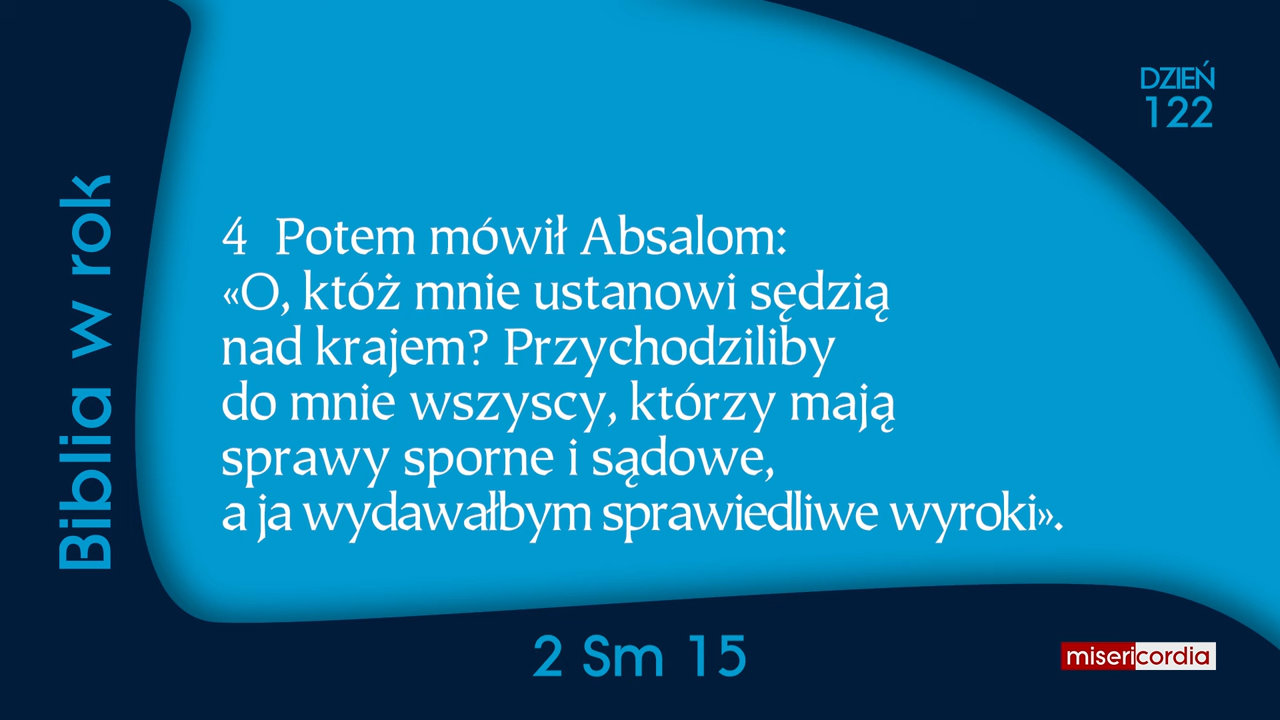 DZIEŃ
122
Biblia w rok
4 Potem mówił Absalom:
«O, któż mnie ustanowi sędzią
nad krajem? Przychodziliby
do mnie wszyscy, którzy mają
sprawy sporne i sądowe,
a ja wydawałbym sprawiedliwe wyroki».
2 Sm 15
misericordia